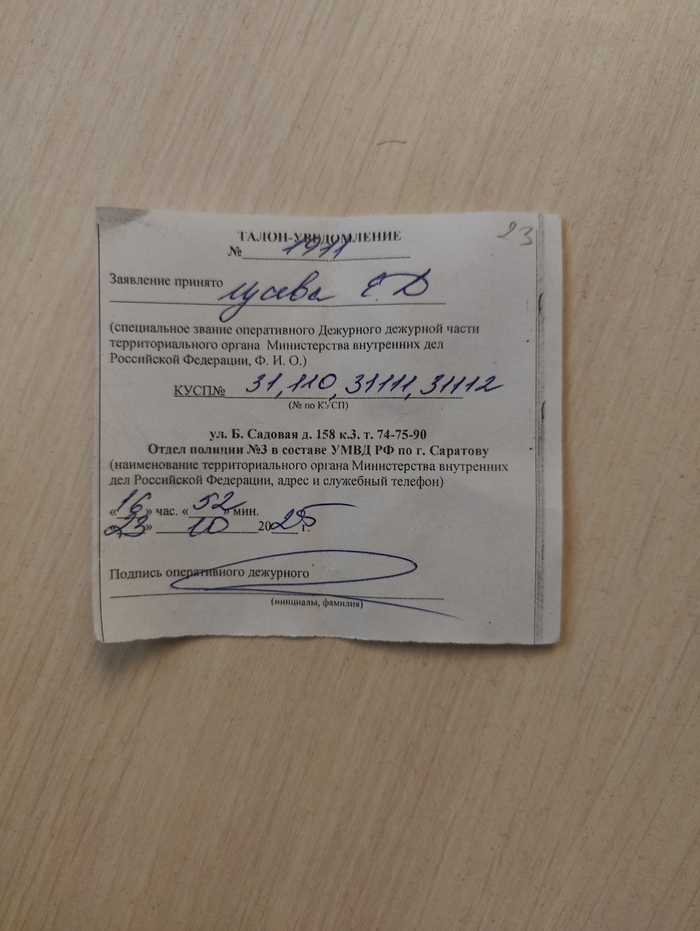 23
ТАЛОН-УВЕДОМЛЕНИЕ
№ 1911
Заявление принято
Е. Д
(специальное звание оперативного Дежурного дежурной части
территориального органа Министерства внутренних дел
Российской Федерации, Ф. И. О.)
КУСП№ 31,110, 31111, 31112
(№ по КУСП)
ул. Б. Садовая д. 158 к.3. т. 74-75-90
Отдел полиции №3 в составе УМВД РФ по г. Саратову
(наименование территориального органа Министерства внутренних
дел Российской Федерации, адрес и служебный телефон)
«16» час. «52» мин.
«23» 10 2025 г.
Подпись оперативного дежурного
(инициалы, фамилия)